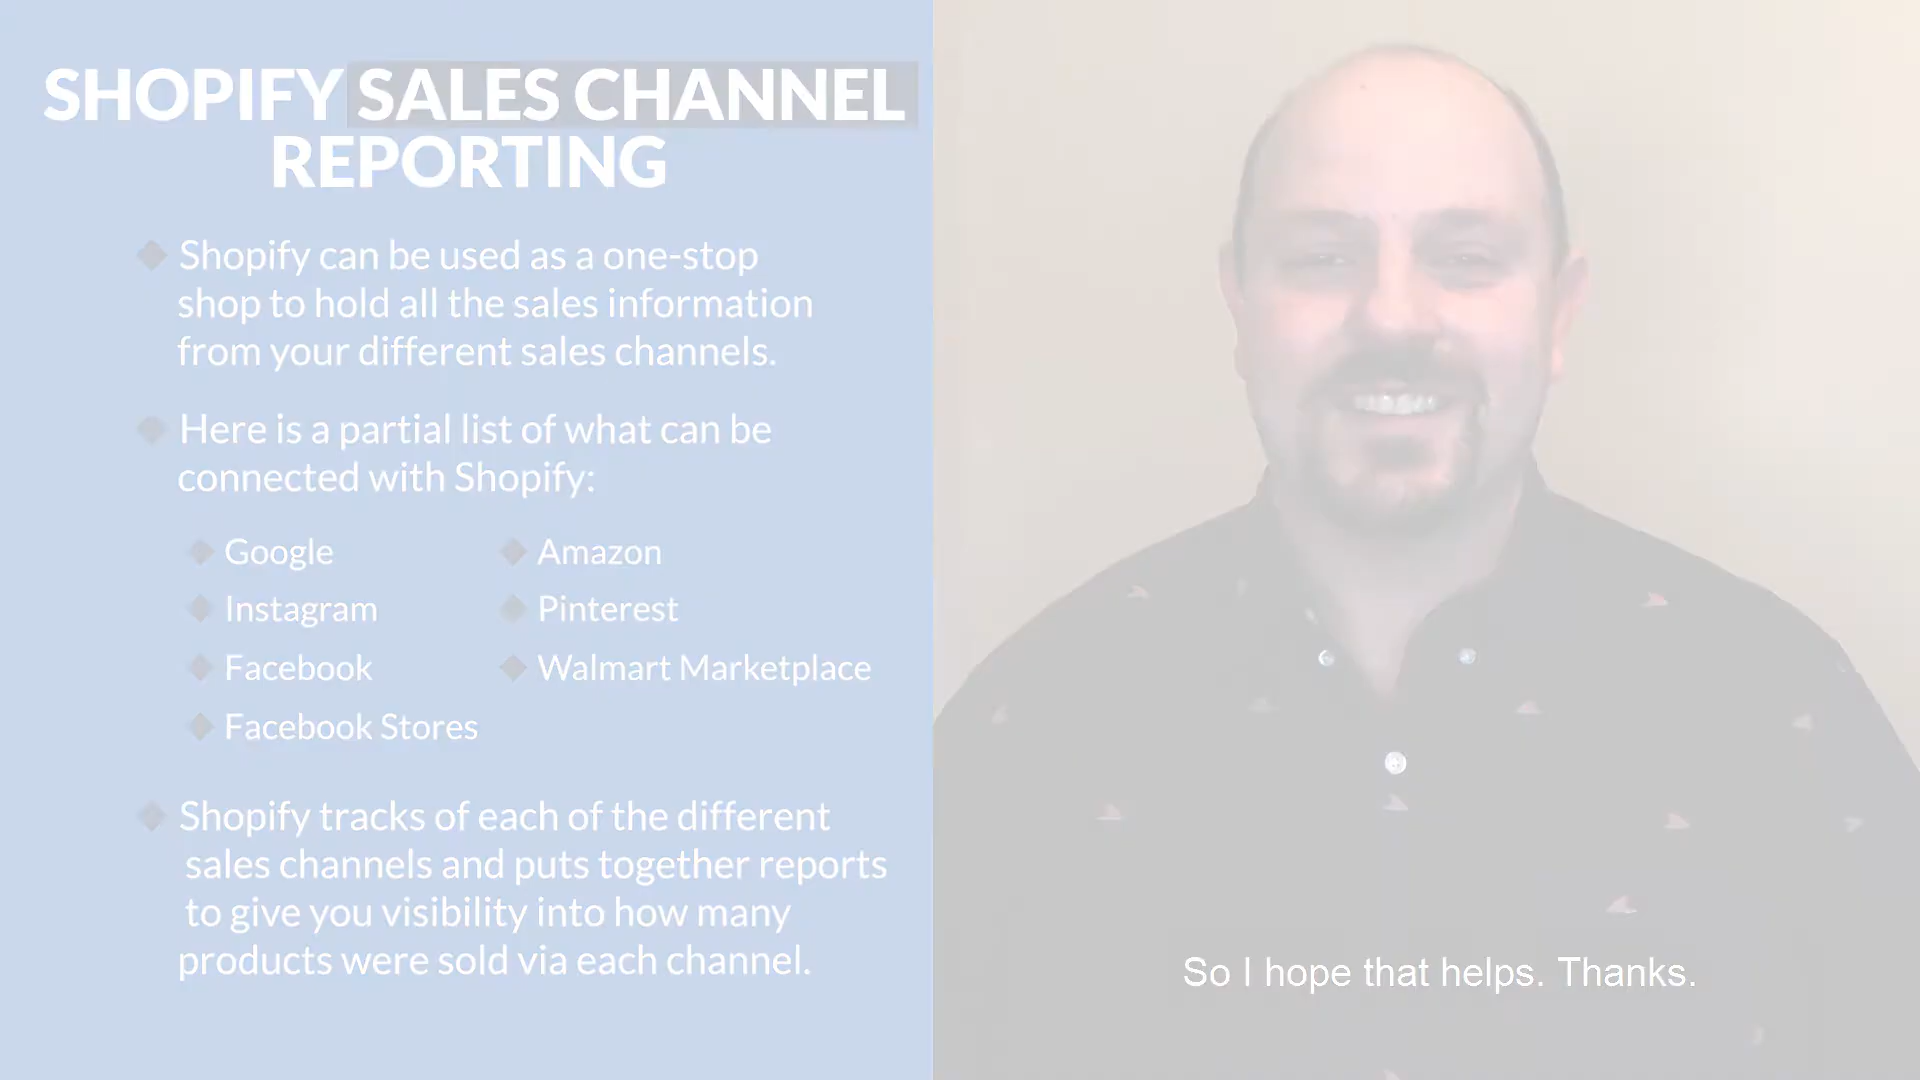 SHOPIFY SALES CHANNEL
REPORTING
Shopify can be used as a one-stop
shop to hold all the sales information
from your different sales channels.
Here is a partial list of what can be
connected with Shopify:
Google
Instagram
Facebook
Facebook Stores
Amazon
Pinterest
Walmart Marketplace
Shopify tracks of each of the different
sales channels and puts together reports
to give you visibility into how many
products were sold via each channel.
So I hope that helps. Thanks.